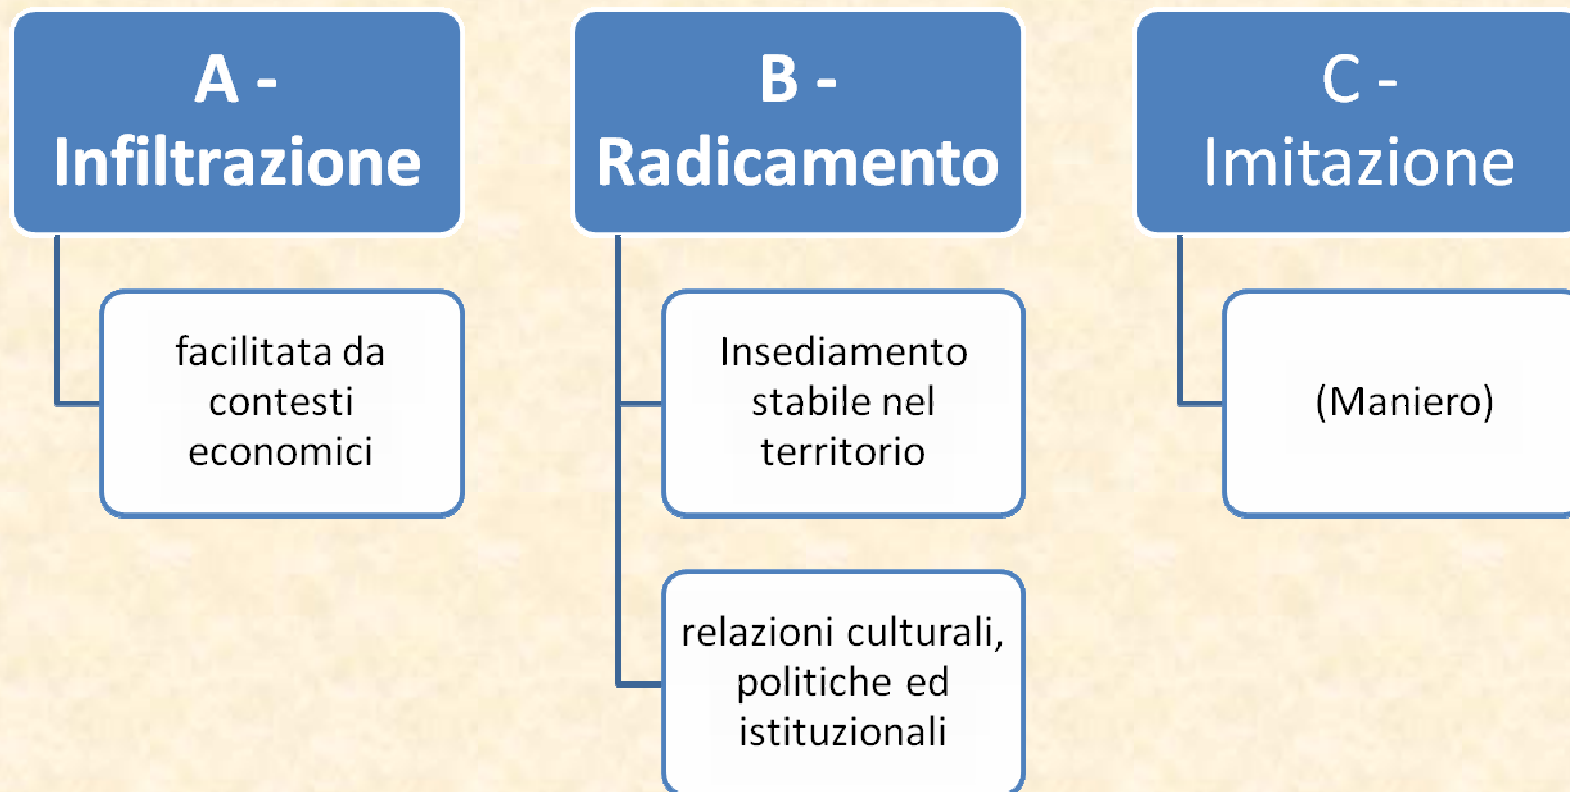 A -
Infiltrazione
facilitata da
contesti
economici
B -
Radicamento
Insediamento
stabile nel
territorio
relazioni culturali,
politiche ed
istituzionali
C -
Imitazione
(Maniero)